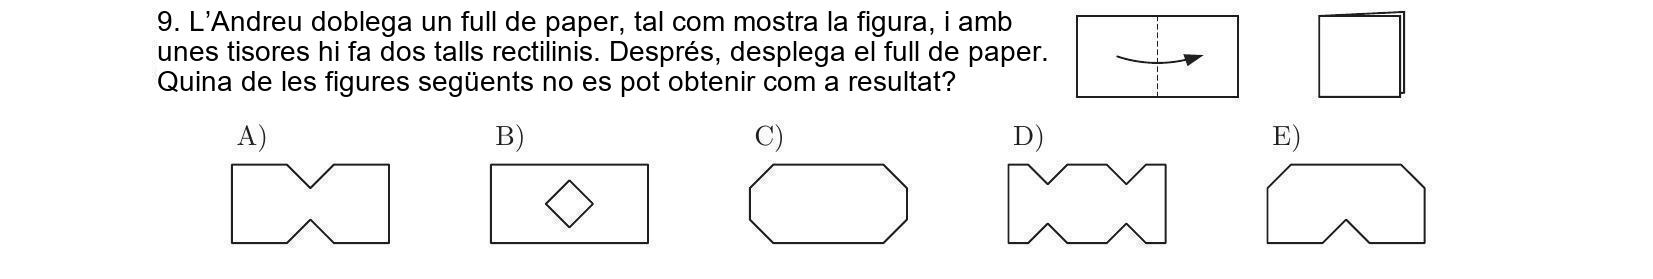 9. L’Andreu doblega un full de paper, tal com mostra la figura, i amb
unes tisores hi fa dos talls rectilinis. Després, desplega el full de paper.
Quina de les figures següents no es pot obtenir com a resultat?
A) B) C) D) E)